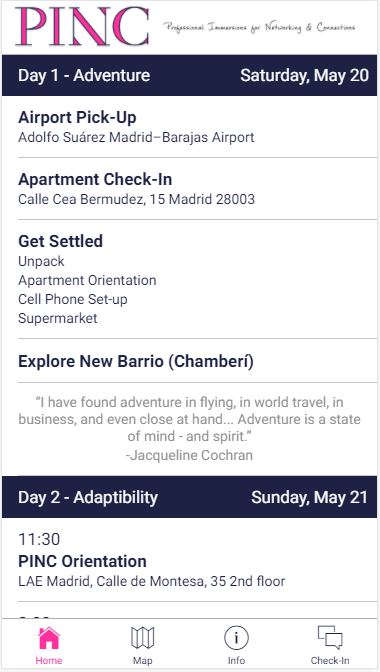 PINC
Professional Immersions for Networking & Connections
Day 1 - Adventure Saturday, May 20
Airport Pick-Up
Adolfo Suárez Madrid–Barajas Airport
Apartment Check-In
Calle Cea Bermudez, 15 Madrid 28003
Get Settled
Unpack
Apartment Orientation
Cell Phone Set-up
Supermarket
Explore New Barrio (Chamberí)
“I have found adventure in flying, in world travel, in
business, and even close at hand... Adventure is a state
of mind - and spirit.”
-Jacqueline Cochran
Day 2 - Adaptibility Sunday, May 21
11:30
PINC Orientation
LAE Madrid, Calle de Montesa, 35 2nd floor
Home Map Info Check-In